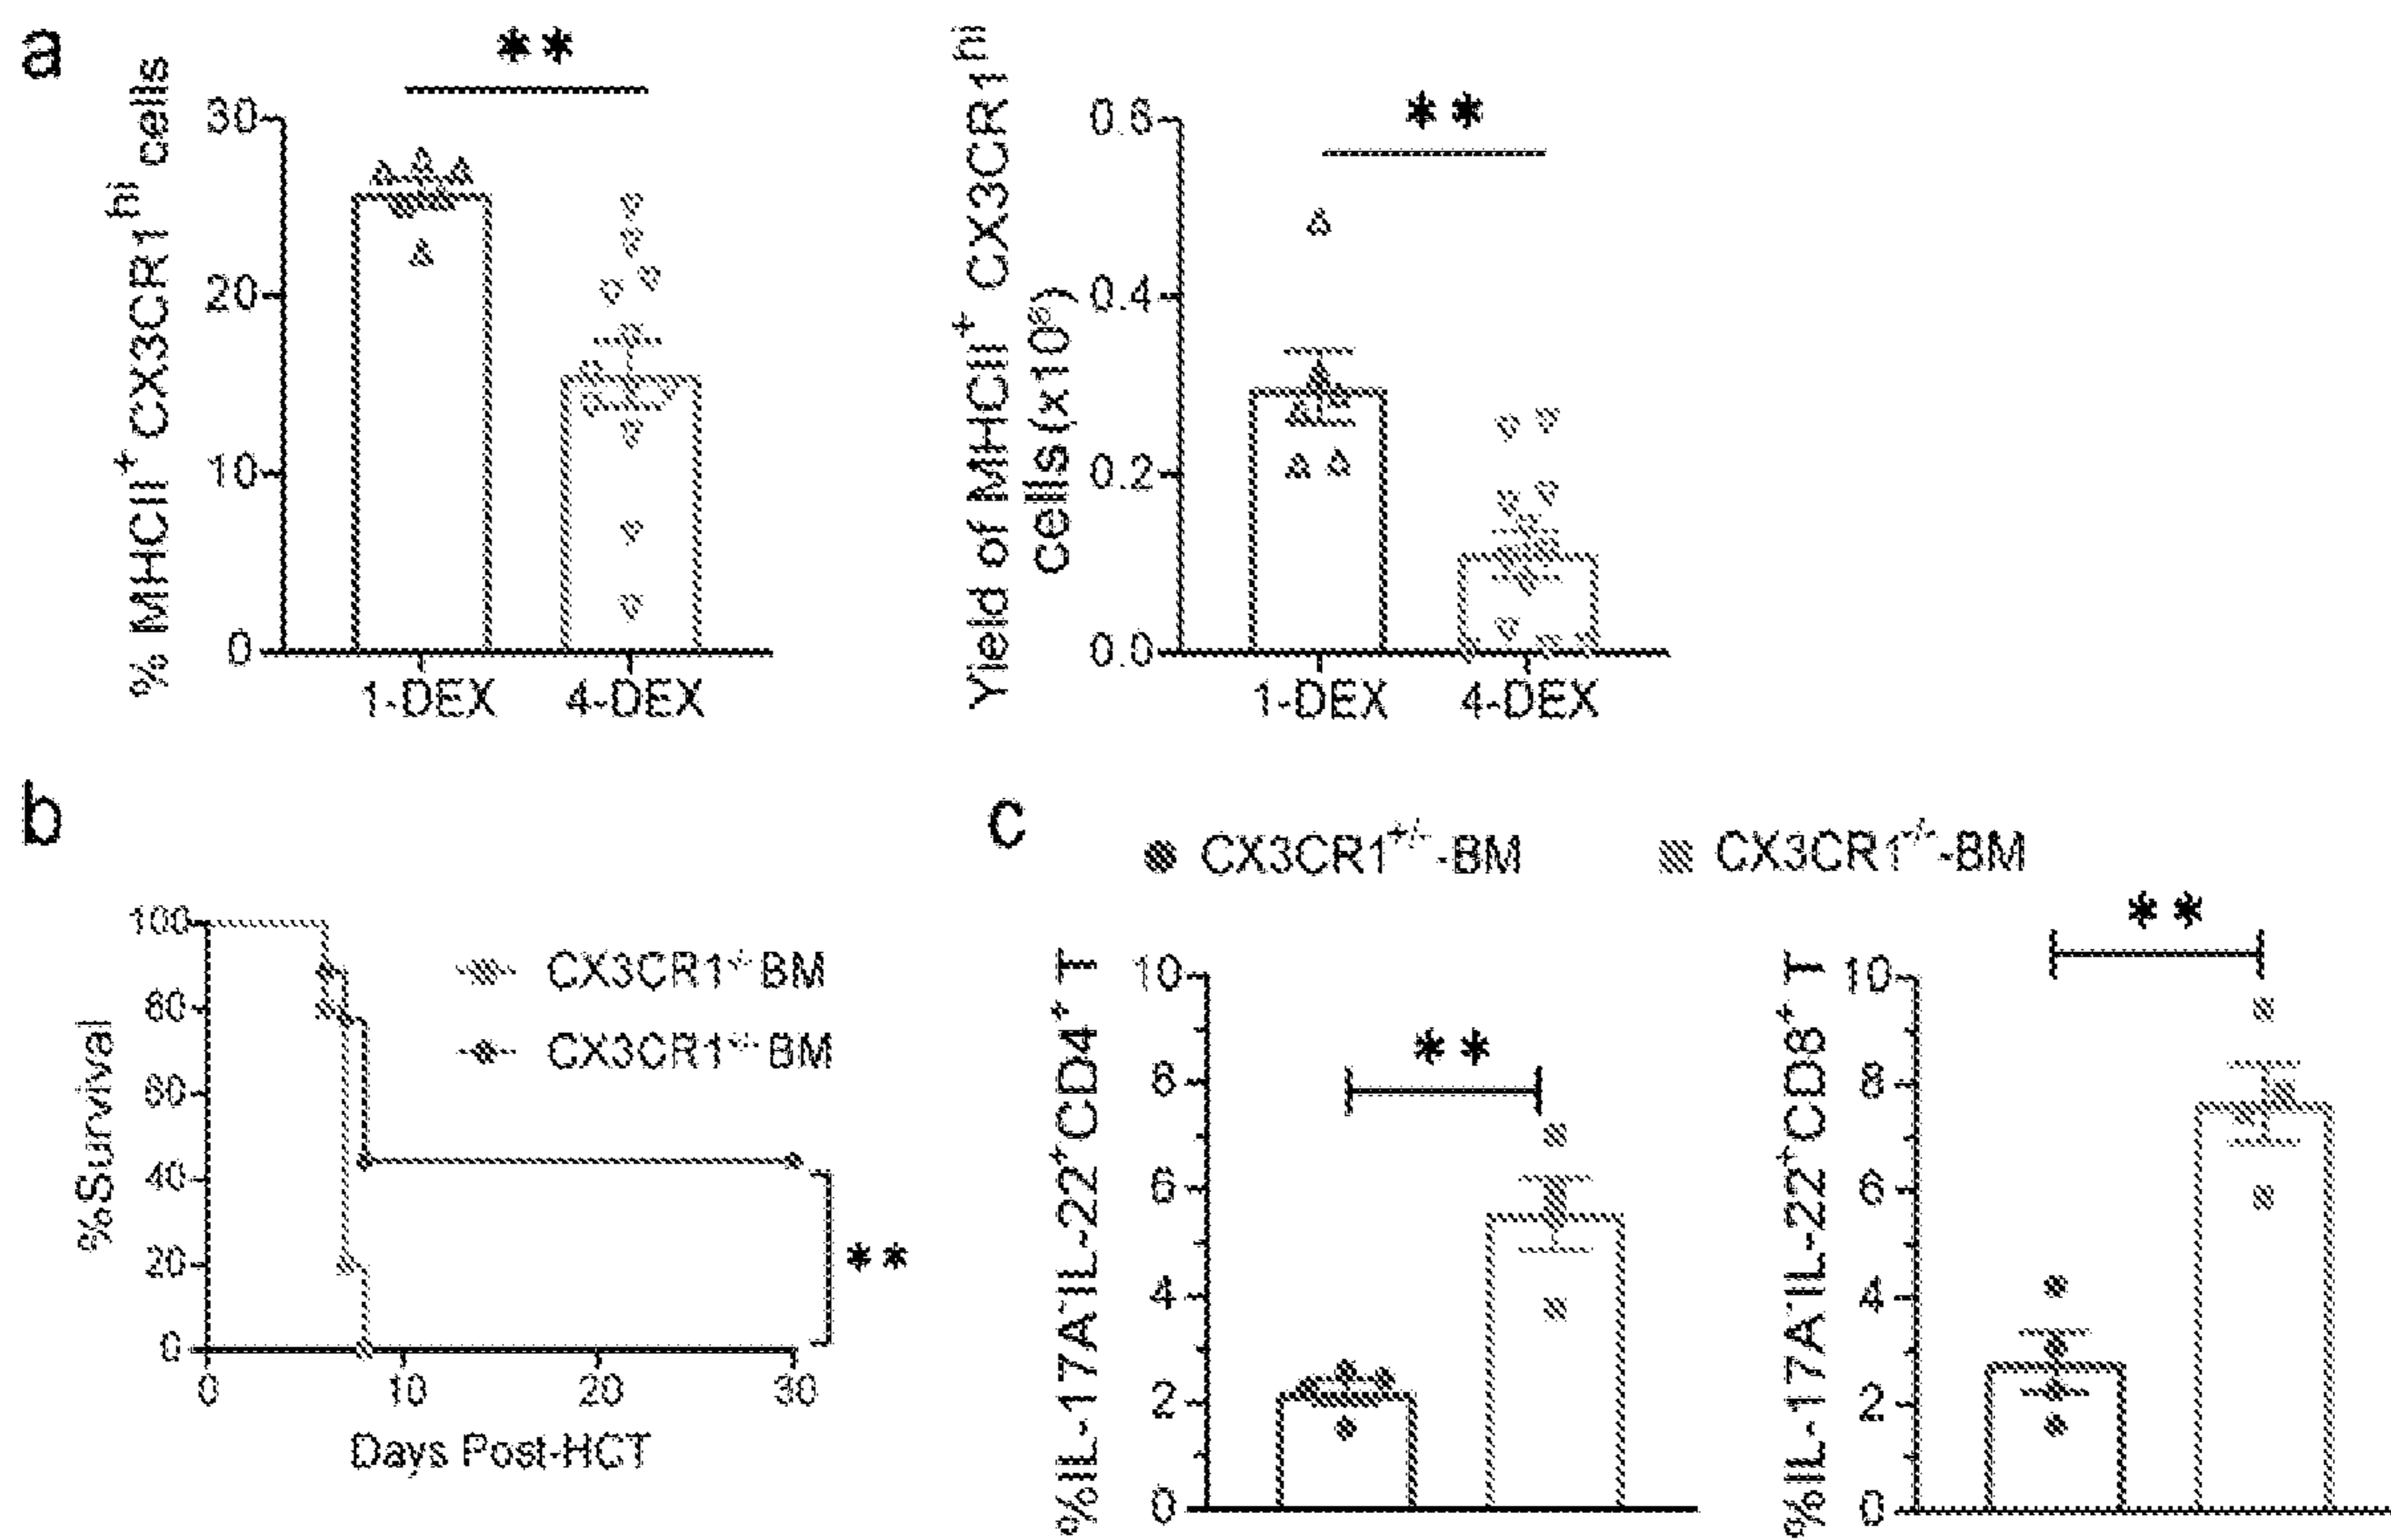 a
**
**
% MHCII⁺ CX3CR1ʰⁱ cells
30
20
10
0
1-DEX
4-DEX
Yield of MHCII⁺ CX3CR1ʰⁱ
cells(x10⁶)
0.6
0.4
0.2
0.0
1-DEX
4-DEX
b
%Survival
100
80
60
40
20
0
0
10
20
30
Days Post-HCT
CX3CR1⁻/⁻BM
CX3CR1⁺/⁻BM
**
c
CX3CR1⁺/⁻-BM
CX3CR1⁻/⁻-BM
%IL-17A⁻IL-22⁺CD4⁺ T
10
8
6
4
2
0
**
%IL-17A⁻IL-22⁺CD8⁺ T
10
8
6
4
2
0
**